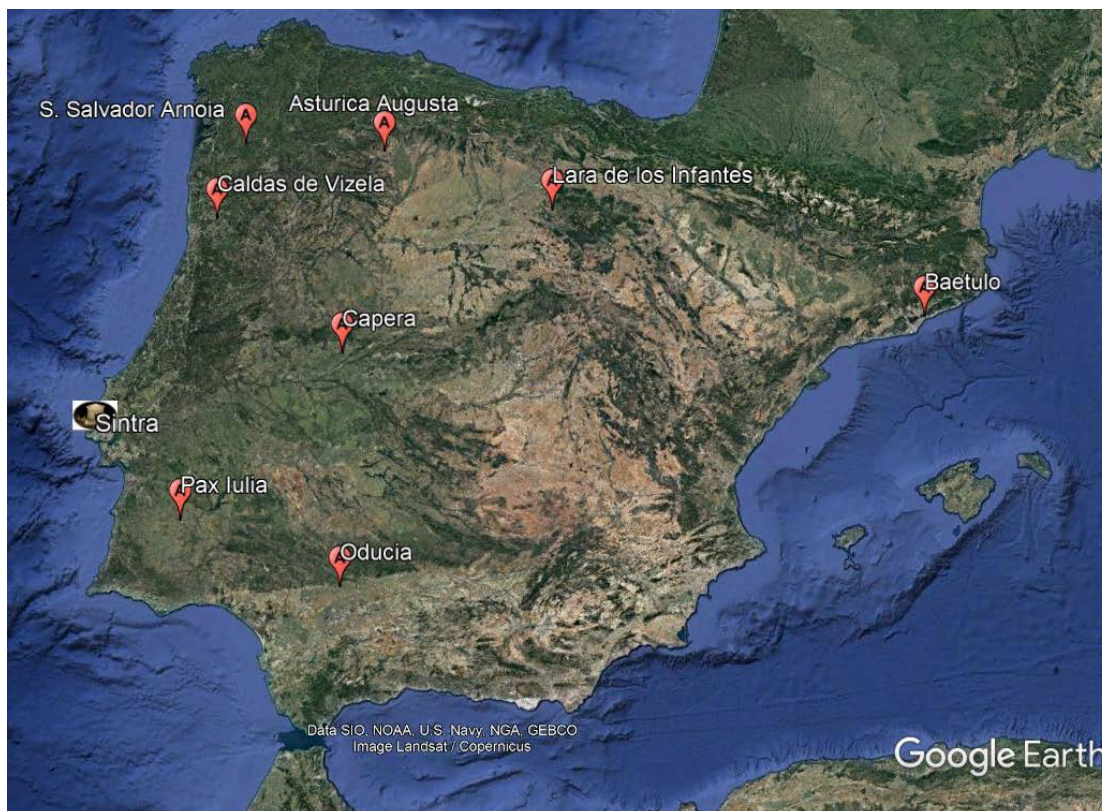 S. Salvador Arnoia
Asturica Augusta
A
A
Caldas de Vizela
A
Lara de los Infantes
A
Baetulo
A
Capera
A
Sintra
Pax Iulia
A
Oducia
A
Data SIO, NOAA, U.S. Navy, NGA, GEBCO
Image Landsat / Copernicus
Google Earth